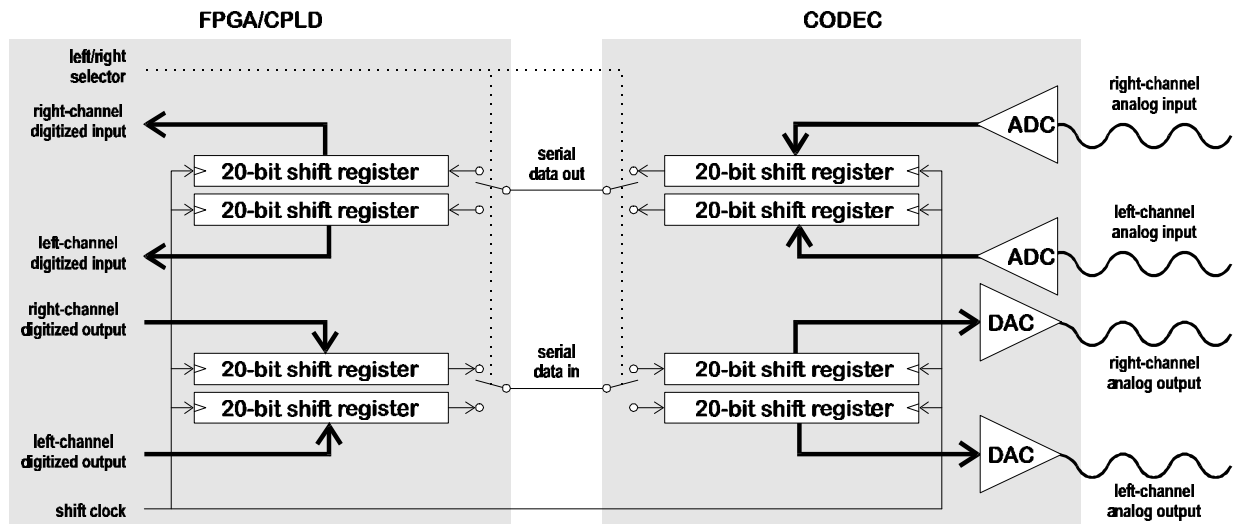 FPGA/CPLD
CODEC
left/right
selector
right-channel
digitized input
20-bit shift register
20-bit shift register
left-channel
digitized input
right-channel
digitized output
20-bit shift register
20-bit shift register
left-channel
digitized output
shift clock
serial
data out
serial
data in
20-bit shift register
20-bit shift register
20-bit shift register
20-bit shift register
ADC
ADC
DAC
DAC
right-channel
analog input
left-channel
analog input
right-channel
analog output
left-channel
analog output